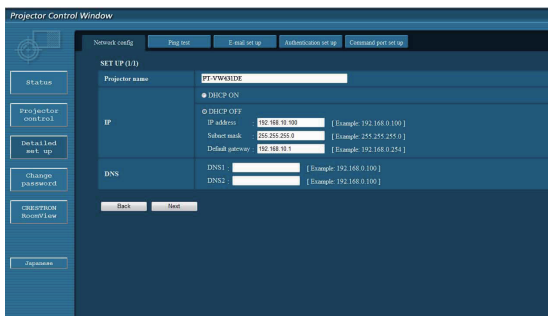 Projector Control Window
Network config
Ping test
E-mail set up
Authentication set up
Command port set up
SET UP (1/1)
Status
Projector name
PT-VW431DE
DHCP ON
Projector
control
IP
DHCP OFF
IP address : 192.168.10.100 [ Example: 192.168.0.100 ]
Subnet mask : 255.255.255.0 [ Example: 255.255.255.0 ]
Default gateway : 192.168.10.1 [ Example: 192.168.0.254 ]
Detailed
set up
DNS
DNS1 : [ Example: 192.168.0.100 ]
DNS2 : [ Example: 192.168.0.100 ]
Change
password
Back
Next
CRESTRON
RoomView
Japanese